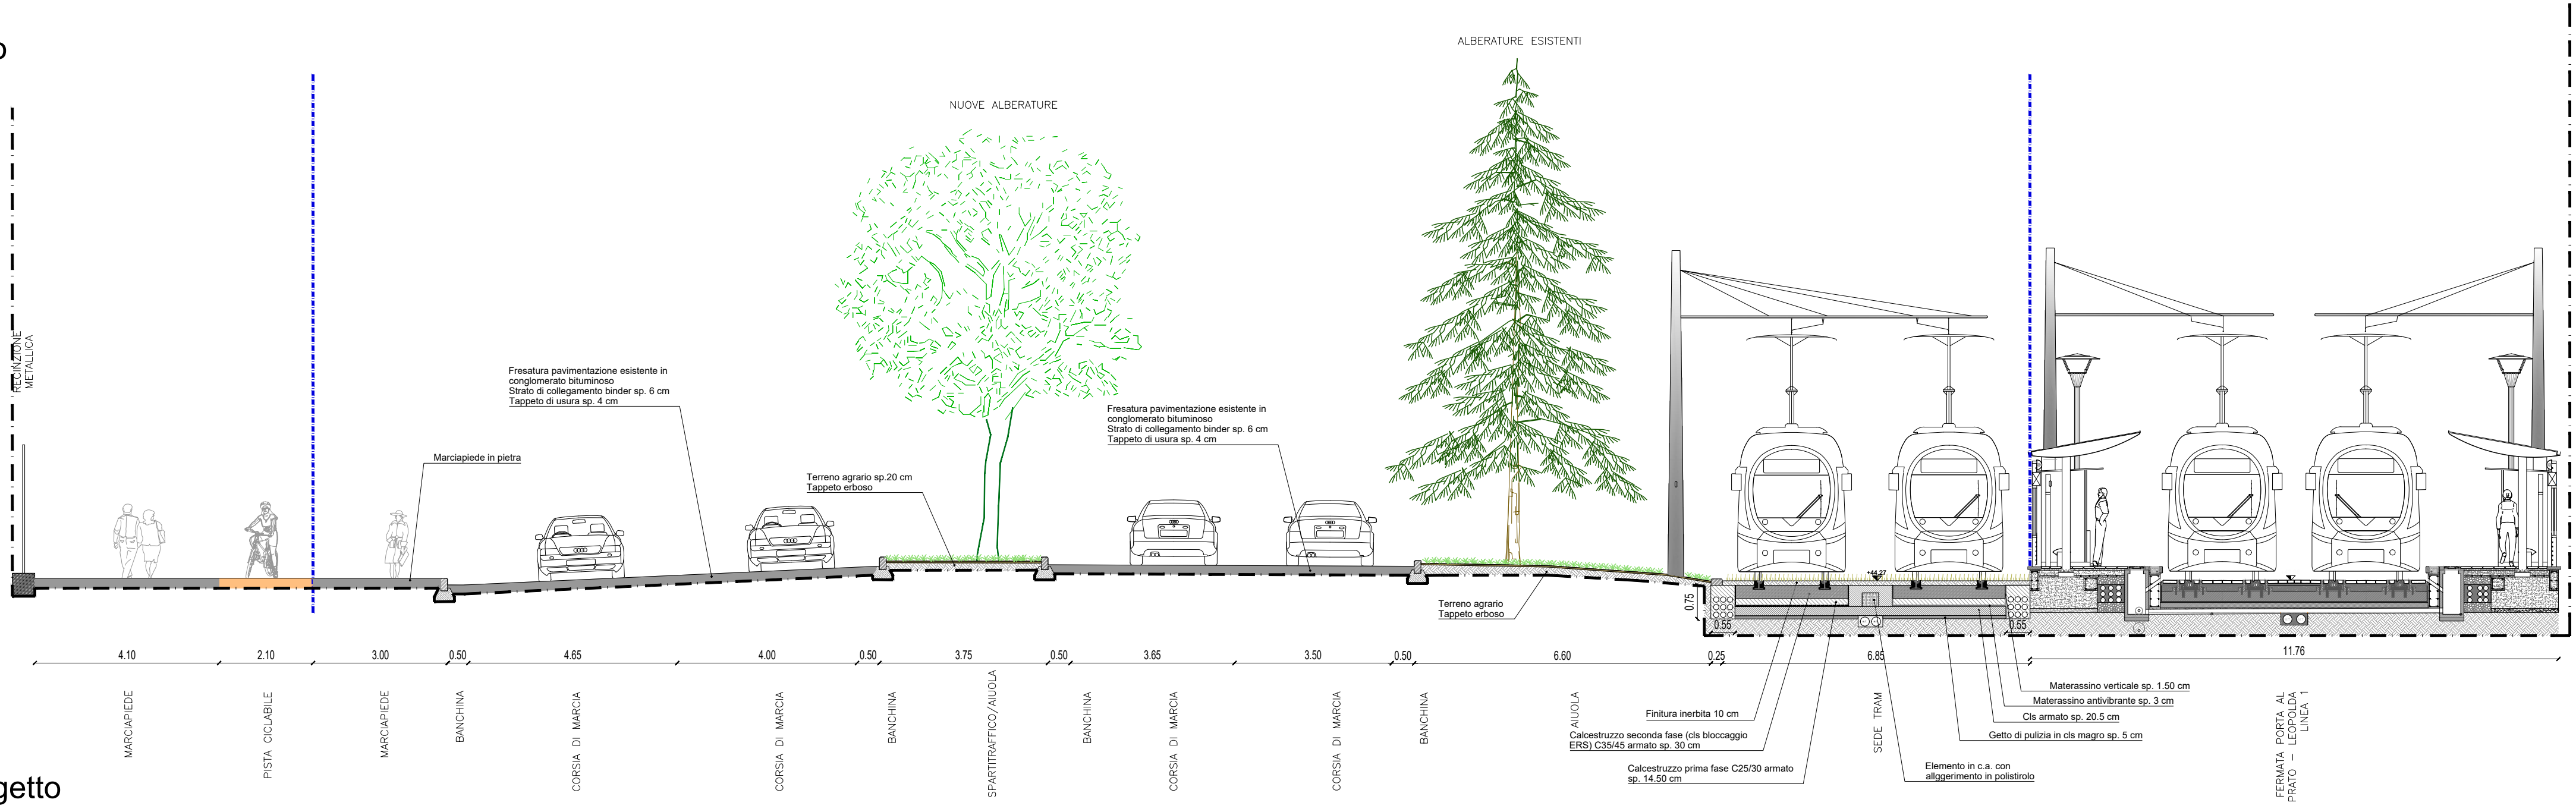 o
ALBERATURE ESISTENTI
NUOVE ALBERATURE
RECINZIONE
METALLICA
Fresatura pavimentazione esistente in
conglomerato bituminoso
Strato di collegamento binder sp. 6 cm
Tappeto di usura sp. 4 cm
Fresatura pavimentazione esistente in
conglomerato bituminoso
Strato di collegamento binder sp. 6 cm
Tappeto di usura sp. 4 cm
Marciapiede in pietra
Terreno agrario sp.20 cm
Tappeto erboso
+44.27
Terreno agrario
Tappeto erboso
0.75
0.55
0.55
4.10
2.10
3.00
0.50
4.65
4.00
0.50
3.75
0.50
3.65
3.50
0.50
6.60
0.25
6.85
11.76
MARCIAPIEDE
PISTA CICLABILE
MARCIAPIEDE
BANCHINA
CORSIA DI MARCIA
CORSIA DI MARCIA
BANCHINA
SPARTITRAFFICO/AIUOLA
BANCHINA
CORSIA DI MARCIA
CORSIA DI MARCIA
BANCHINA
AIUOLA
SEDE TRAM
FERMATA PORTA AL
PRATO – LEOPOLDA
LINEA 1
Materassino verticale sp. 1.50 cm
Materassino antivibrante sp. 3 cm
Cls armato sp. 20.5 cm
Getto di pulizia in cls magro sp. 5 cm
Finitura inerbita 10 cm
Calcestruzzo seconda fase (cls bloccaggio
ERS) C35/45 armato sp. 30 cm
Calcestruzzo prima fase C25/30 armato
sp. 14.50 cm
Elemento in c.a. con
allggerimento in polistirolo
getto